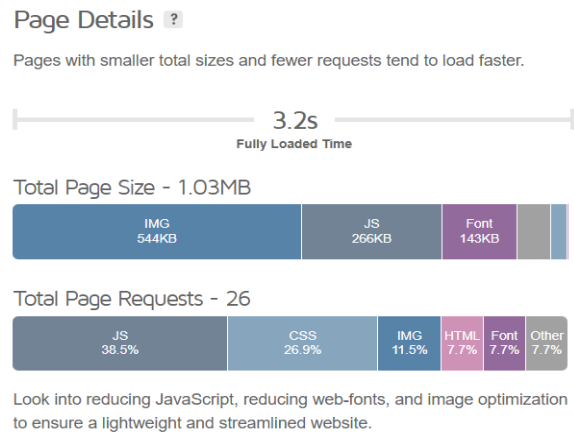 Page Details ?
Pages with smaller total sizes and fewer requests tend to load faster.
3.2s
Fully Loaded Time
Total Page Size - 1.03MB
IMG JS Font
544KB 266KB 143KB
Total Page Requests - 26
JS CSS IMG HTML Font Other
38.5% 26.9% 11.5% 7.7% 7.7% 7.7%
Look into reducing JavaScript, reducing web-fonts, and image optimization
to ensure a lightweight and streamlined website.